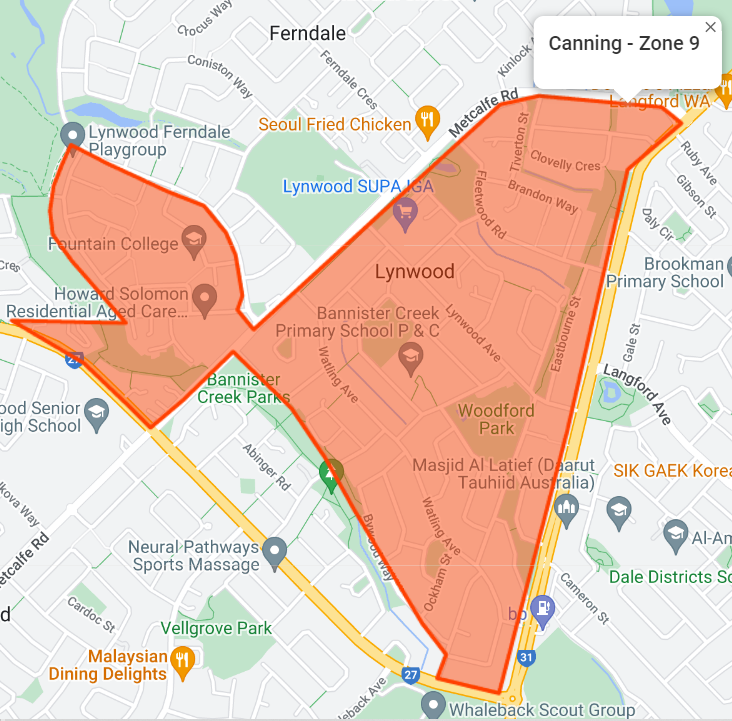 Crocus Way
Ferndale
Canning - Zone 9
×
Kinlock
Coniston Way
Ferndale Cres
Langford WA
Metcalfe Rd
Seoul Fried Chicken
Lynwood Ferndale
Playgroup
Tiverton St
Clovelly Cres
Ruby Ave
Lynwood SUPA IGA
Fleetwood Rd
Brandon Way
Gibson St
Daly Cir
Fountain College
Cres
Lynwood
Brookman
Primary School
Howard Solomon
Residential Aged Care...
Bannister Creek
Primary School P & C
Lynwood Ave
Eastbourne St
Gale St
Watling Ave
Langford Ave
Bannister
Creek Parks
ood Senior
igh School
Woodford
Park
Abinger Rd
Masjid Al Latief (Daarut
Tauhiid Australia)
SIK GAEK Korea
lkova Way
Watling Ave
Bywood Way
Al-Am
etcalfe Rd
Neural Pathways
Sports Massage
Ockham St
Dale Districts So
Cameron St
d
Cardoc St
bp
Vellgrove Park
Malaysian
Dining Delights
31
27
leback Ave
Whaleback Scout Group